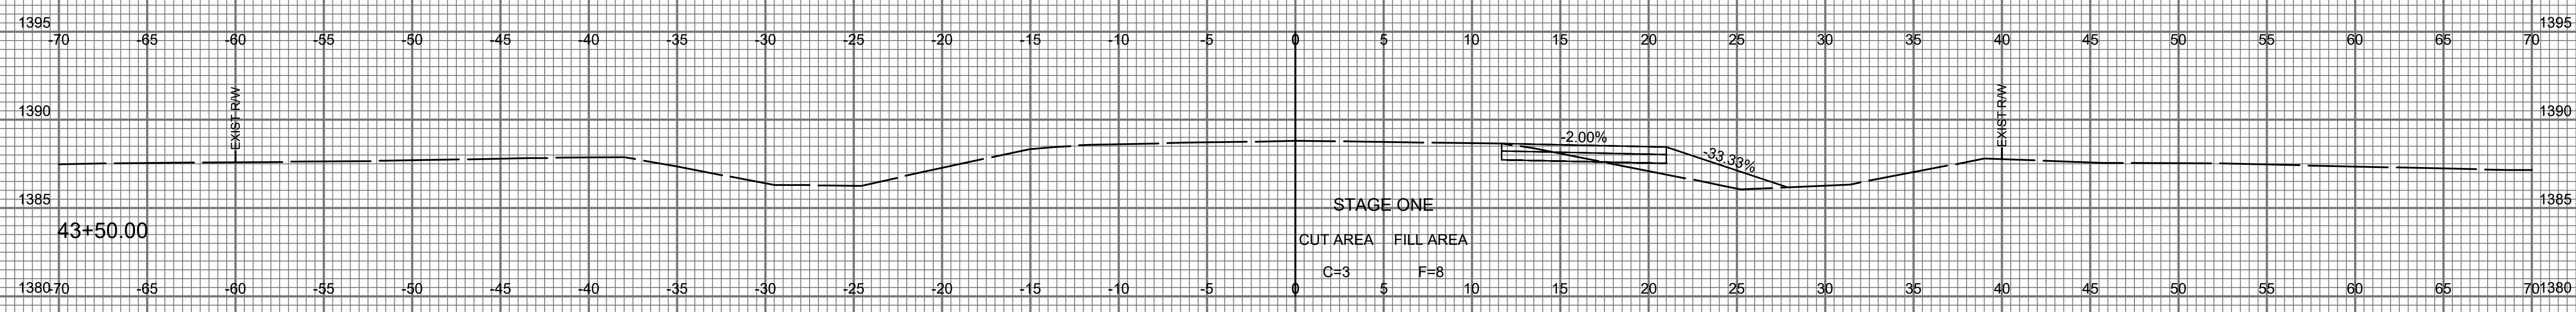 1395 1395
-70 -65 -60 -55 -50 -45 -40 -35 -30 -25 -20 -15 -10 -5 0 5 10 15 20 25 30 35 40 45 50 55 60 65 70
EXIST R/W EXIST R/W
1390 1390
-2.00%
-33.33%
1385 STAGE ONE 1385
43+50.00
CUT AREA FILL AREA
C=3 F=8
1380 -70 -65 -60 -55 -50 -45 -40 -35 -30 -25 -20 -15 -10 -5 0 5 10 15 20 25 30 35 40 45 50 55 60 65 70 1380